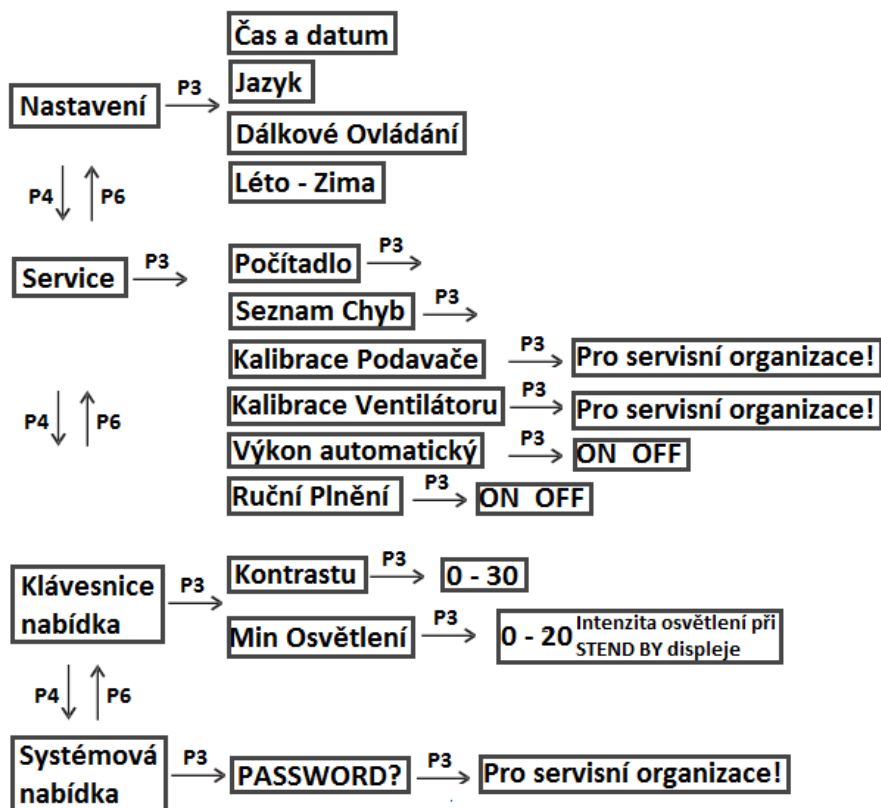 Čas a datum
Nastavení P3 Jazyk
Dálkové Ovládání
Léto - Zima
P4 P6
Service P3 Počítadlo P3
Seznam Chyb P3
Kalibrace Podavače P3 Pro servisní organizace!
Kalibrace Ventilátoru P3 Pro servisní organizace!
P4 P6
Výkon automatický P3 ON OFF
Ruční Plnění P3 ON OFF
Klávesnice
nabídka
P3
Kontrastu P3 0 - 30
Min Osvětlení P3 0 - 20 Intenzita osvětlení při
STEND BY displeje
P4 P6
Systémová
nabídka
P3 PASSWORD? P3 Pro servisní organizace!